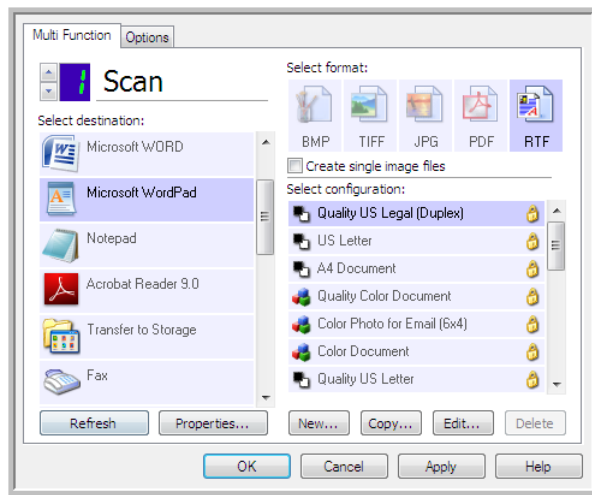 Multi Function
Options
1 Scan
Select destination:
Microsoft WORD
Microsoft WordPad
Notepad
Acrobat Reader 9.0
Transfer to Storage
Fax
Refresh
Properties...
Select format:
BMP TIFF JPG PDF RTF
Create single image files
Select configuration:
Quality US Legal (Duplex)
US Letter
A4 Document
Quality Color Document
Color Photo for Email (6x4)
Color Document
Quality US Letter
New... Copy... Edit... Delete
OK Cancel Apply Help